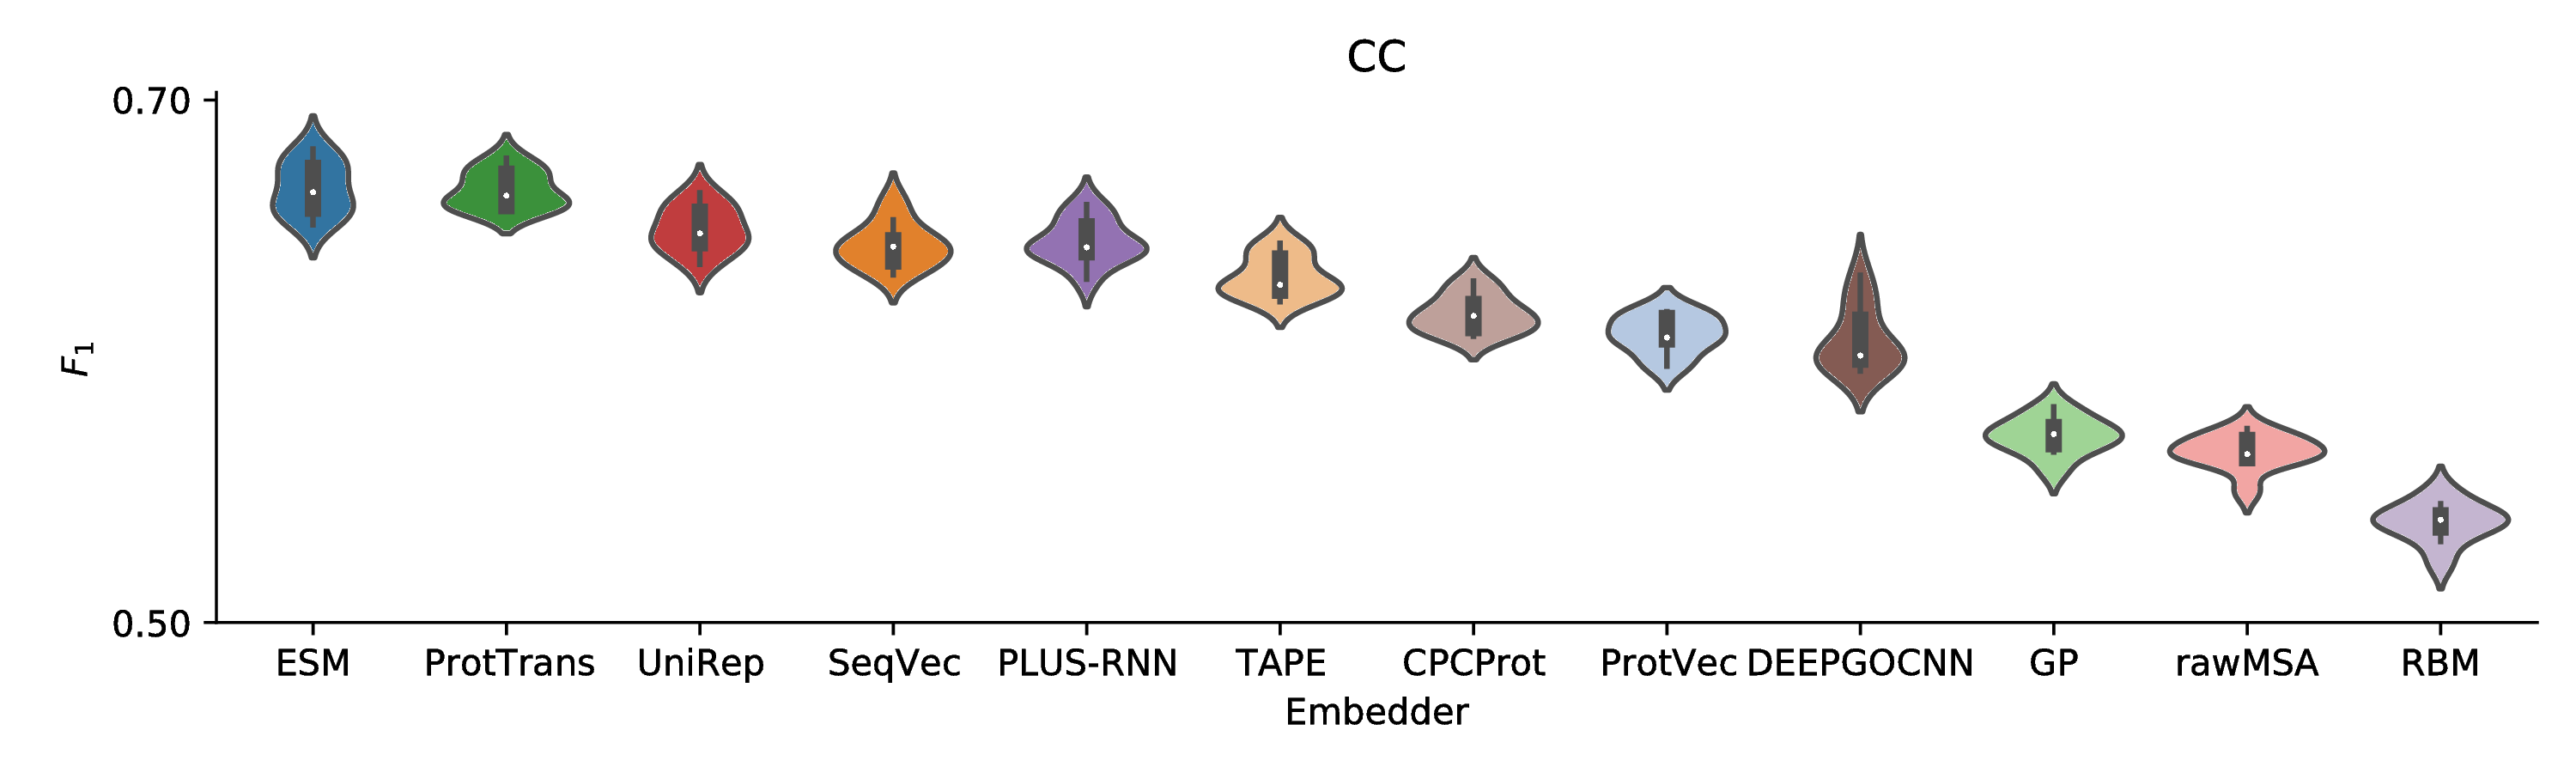 CC
0.70
F1
0.50
ESM ProtTrans UniRep SeqVec PLUS-RNN TAPE CPCProt ProtVec DEEPGOCNN GP rawMSA RBM
Embedder